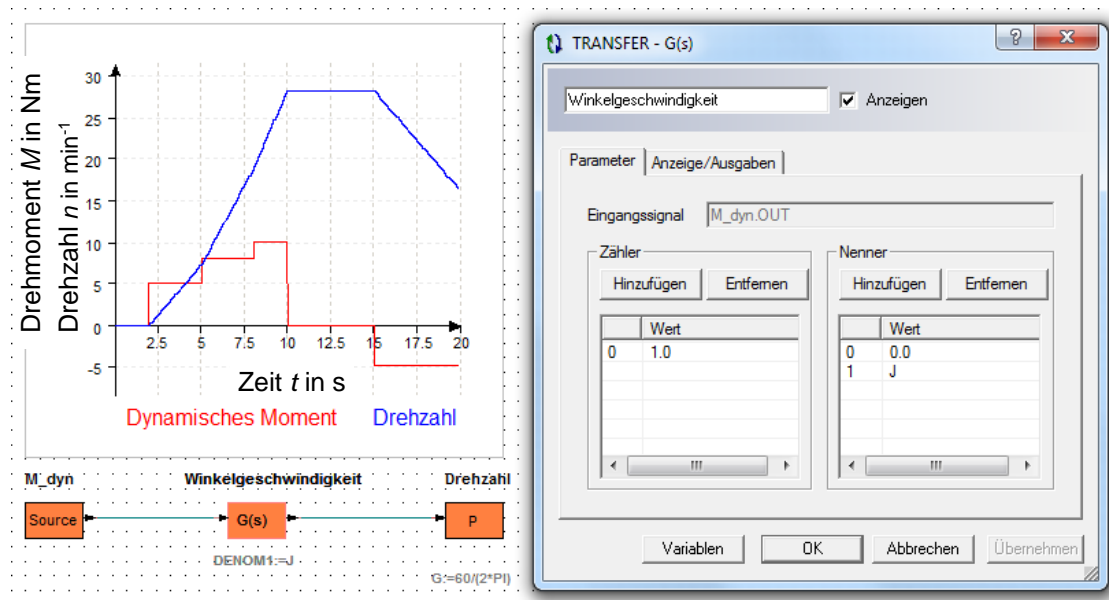 Drehmoment M in Nm
Drehzahl n in min⁻¹
30
25
20
15
10
5
0
-5
2.5 5 7.5 10 12.5 15 17.5 20
Zeit t in s
Dynamisches Moment Drehzahl
M_dyn Winkelgeschwindigkeit Drehzahl
Source G(s) P
DENOM1:=J
G:=60/(2*PI)
TRANSFER - G(s)
Winkelgeschwindigkeit Anzeigen
Parameter Anzeige/Ausgaben
Eingangssignal M_dyn.OUT
Zähler
Hinzufügen Entfernen
Wert
0 1.0
Nenner
Hinzufügen Entfernen
Wert
0 0.0
1 J
Variablen OK Abbrechen Übernehmen